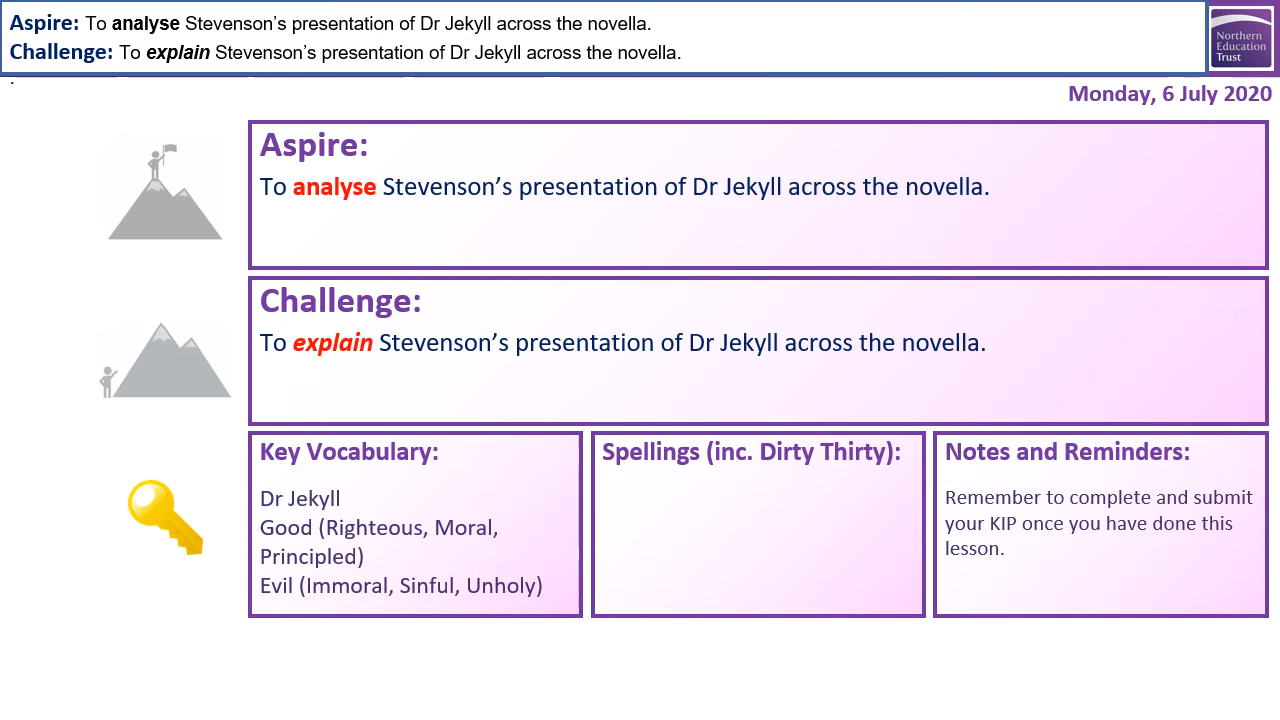 Aspire: To analyse Stevenson’s presentation of Dr Jekyll across the novella.
Challenge: To explain Stevenson’s presentation of Dr Jekyll across the novella.
Northern
Education
Trust
.
Monday, 6 July 2020
Aspire:
To analyse Stevenson’s presentation of Dr Jekyll across the novella.
Challenge:
To explain Stevenson’s presentation of Dr Jekyll across the novella.
Key Vocabulary:
Dr Jekyll
Good (Righteous, Moral,
Principled)
Evil (Immoral, Sinful, Unholy)
Spellings (inc. Dirty Thirty):
Notes and Reminders:
Remember to complete and submit
your KIP once you have done this
lesson.